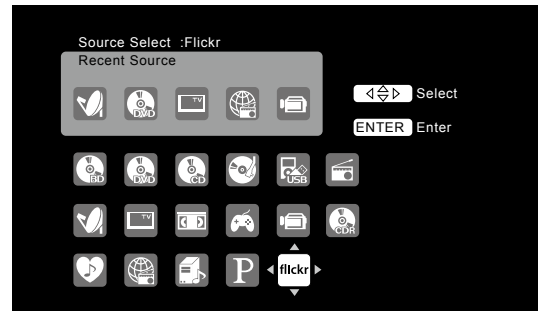 Source Select :Flickr
Recent Source
DVD TV
Select
ENTER Enter
BD DVD CD USB
TV CDR
P flickr